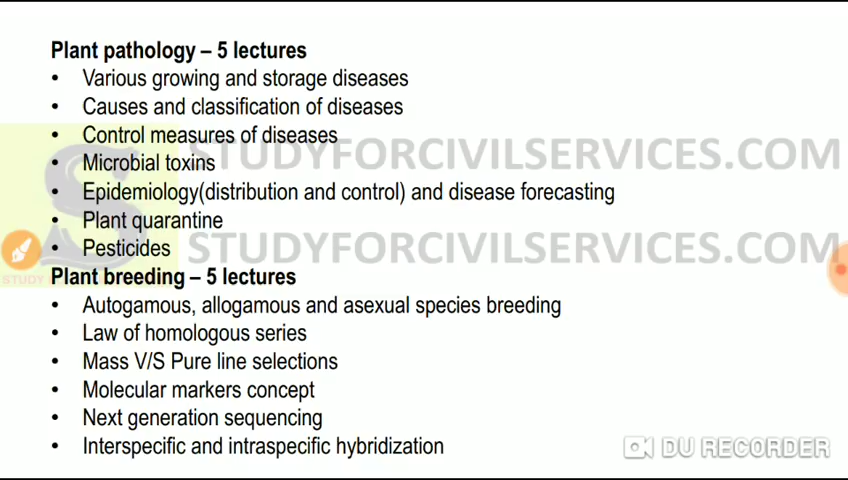 Plant pathology – 5 lectures
• Various growing and storage diseases
• Causes and classification of diseases
• Control measures of diseases
• Microbial toxins
• Epidemiology(distribution and control) and disease forecasting
• Plant quarantine
• Pesticides
Plant breeding – 5 lectures
• Autogamous, allogamous and asexual species breeding
• Law of homologous series
• Mass V/S Pure line selections
• Molecular markers concept
• Next generation sequencing
• Interspecific and intraspecific hybridization
STUDYFORCIVILSERVICES.COM
STUDYFORCIVILSERVICES.COM
DU RECORDER